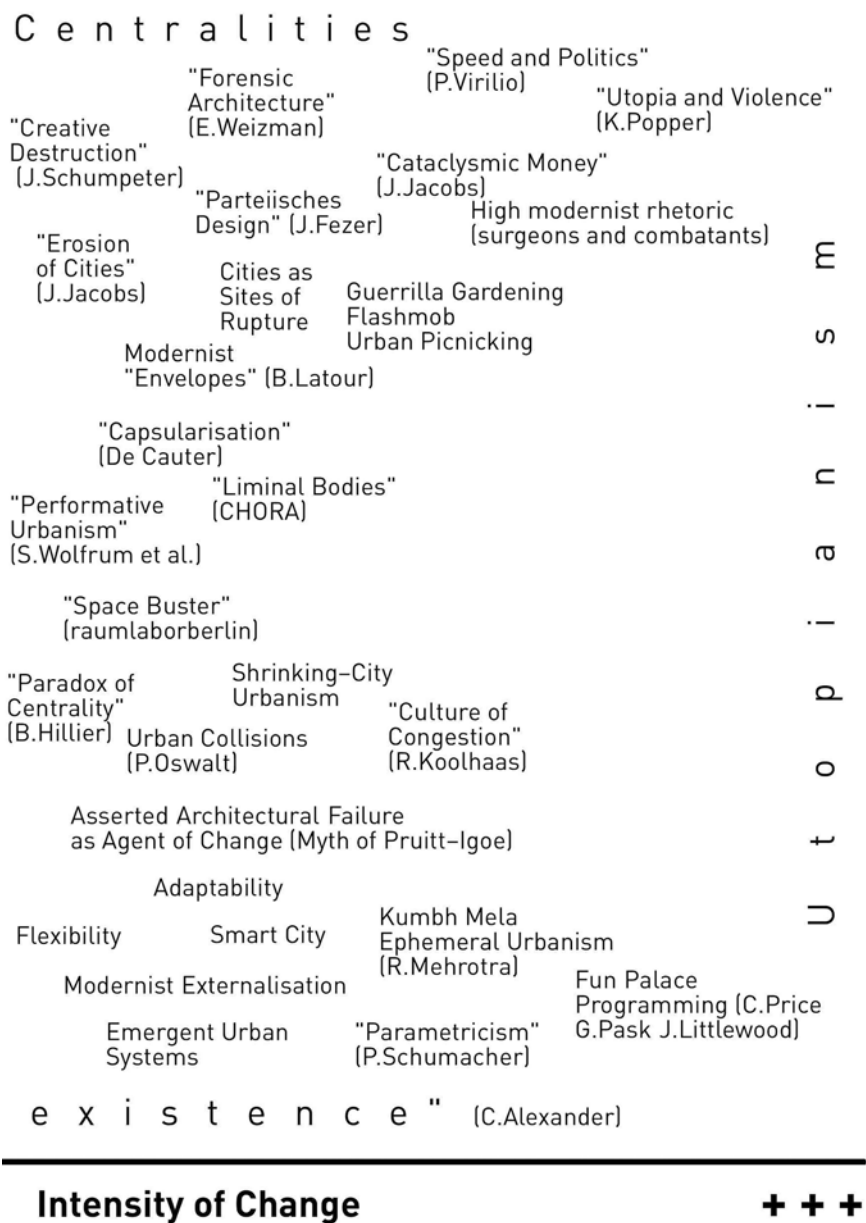 Centralities
"Speed and Politics"
(P.Virilio)
"Forensic
Architecture"
(E.Weizman)
"Utopia and Violence"
(K.Popper)
"Creative
Destruction"
(J.Schumpeter)
"Cataclysmic Money"
(J.Jacobs)
"Parteiisches
Design" (J.Fezer)
High modernist rhetoric
(surgeons and combatants)
"Erosion
of Cities"
(J.Jacobs)
Cities as
Sites of
Rupture
Guerrilla Gardening
Flashmob
Urban Picnicking
Modernist
"Envelopes" (B.Latour)
"Capsularisation"
(De Cauter)
"Liminal Bodies"
(CHORA)
"Performative
Urbanism"
(S.Wolfrum et al.)
"Space Buster"
(raumlaborberlin)
Shrinking–City
Urbanism
"Paradox of
Centrality"
(B.Hillier)
"Culture of
Congestion"
(R.Koolhaas)
Urban Collisions
(P.Oswalt)
Asserted Architectural Failure
as Agent of Change (Myth of Pruitt–Igoe)
Adaptability
Flexibility
Smart City
Kumbh Mela
Ephemeral Urbanism
(R.Mehrotra)
Modernist Externalisation
Fun Palace
Programming (C.Price
G.Pask J.Littlewood)
Emergent Urban
Systems
"Parametricism"
(P.Schumacher)
Utopianism
existence" (C.Alexander)
Intensity of Change +++